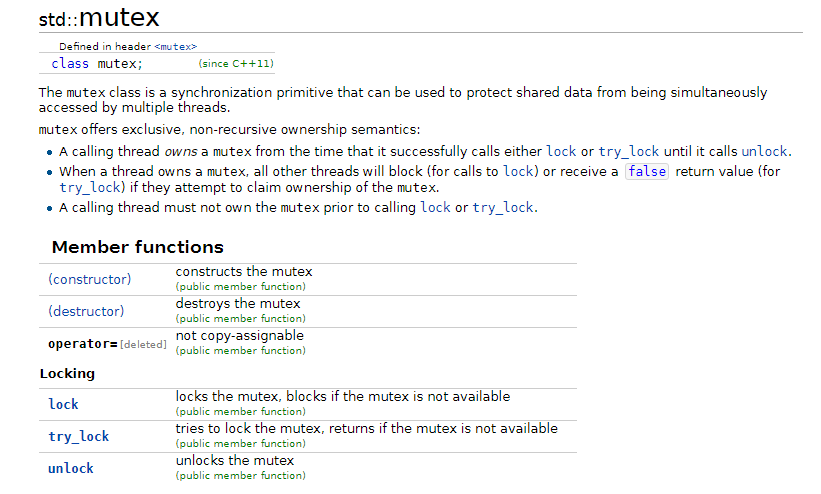 std::mutex
Defined in header <mutex>
class mutex; (since C++11)
The mutex class is a synchronization primitive that can be used to protect shared data from being simultaneously
accessed by multiple threads.
mutex offers exclusive, non-recursive ownership semantics:
• A calling thread owns a mutex from the time that it successfully calls either lock or try_lock until it calls unlock.
• When a thread owns a mutex, all other threads will block (for calls to lock) or receive a false return value (for
try_lock) if they attempt to claim ownership of the mutex.
• A calling thread must not own the mutex prior to calling lock or try_lock.
Member functions
(constructor) constructs the mutex
(public member function)
(destructor) destroys the mutex
(public member function)
operator=[deleted] not copy-assignable
(public member function)
Locking
lock locks the mutex, blocks if the mutex is not available
(public member function)
try_lock tries to lock the mutex, returns if the mutex is not available
(public member function)
unlock unlocks the mutex
(public member function)